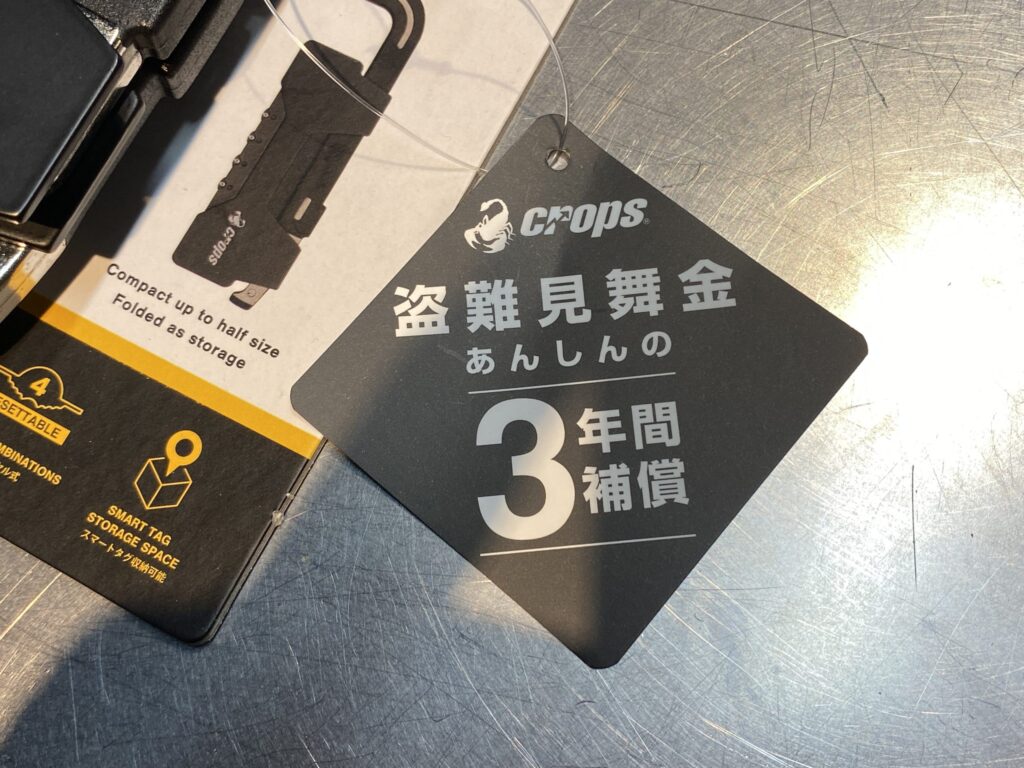 crops
Compact up to half size
Folded as storage
4
RESETTABLE
SMART TAG
STORAGE SPACE
スマートタグ収納可能
crops
盗難見舞金
あんしんの
3年間
補償